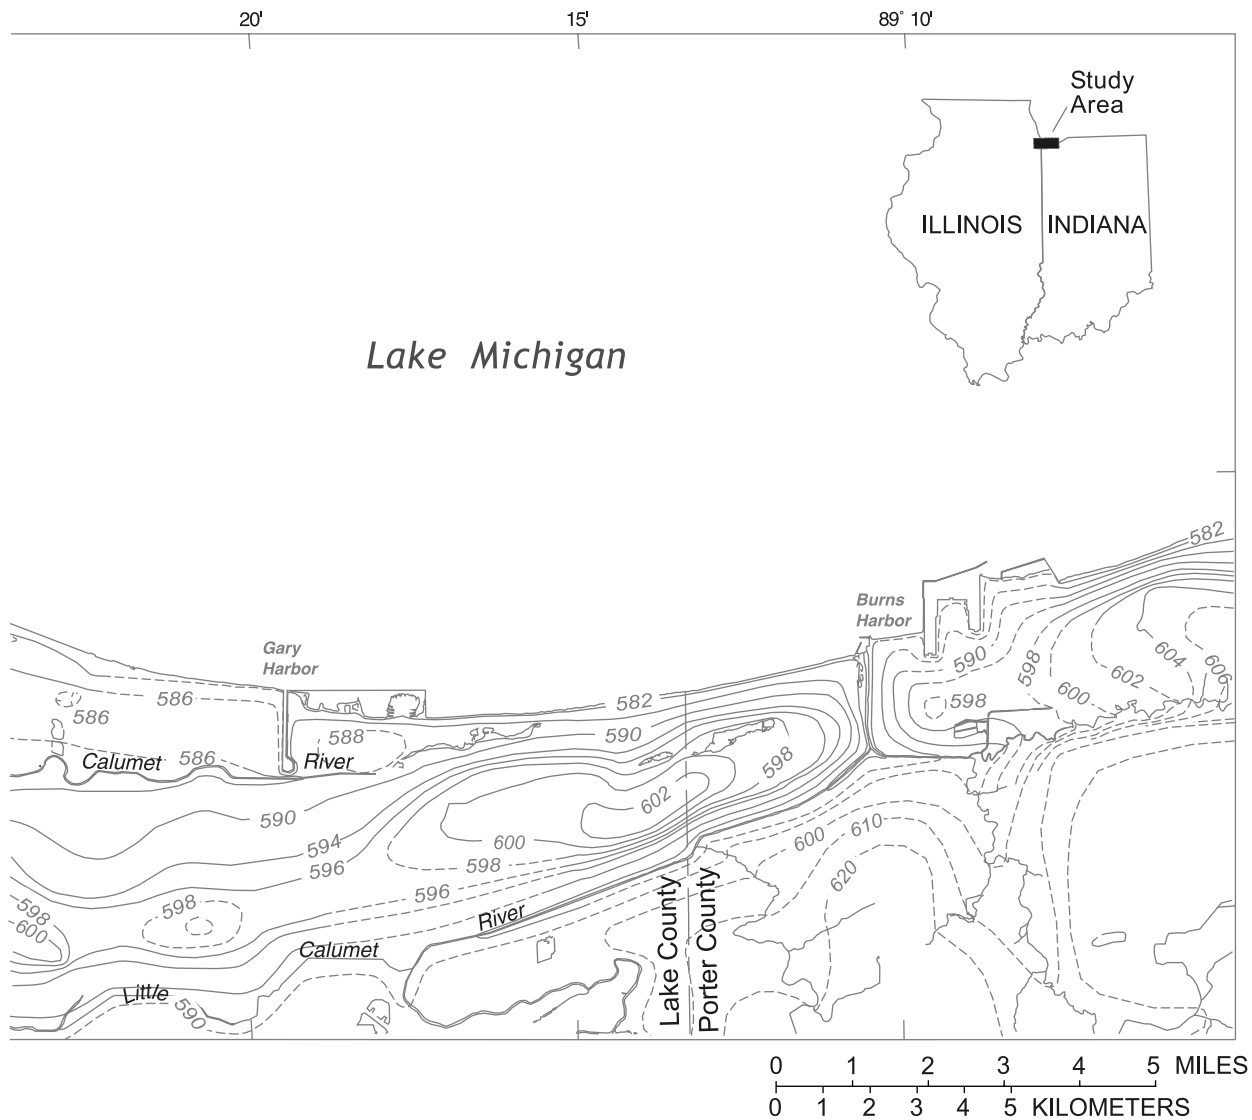 20'
15'
89° 10'
Study
Area
ILLINOIS
INDIANA
Lake Michigan
582
Burns
Harbor
590
598
604
602
606
600
598
Gary
Harbor
586
586
582
588
590
586
Calumet
River
598
602
590
594
600
596
598
600
610
620
596
598
598
600
River
Calumet
Little
590
Lake County
Porter County
0 1 2 3 4 5 MILES
0 1 2 3 4 5 KILOMETERS